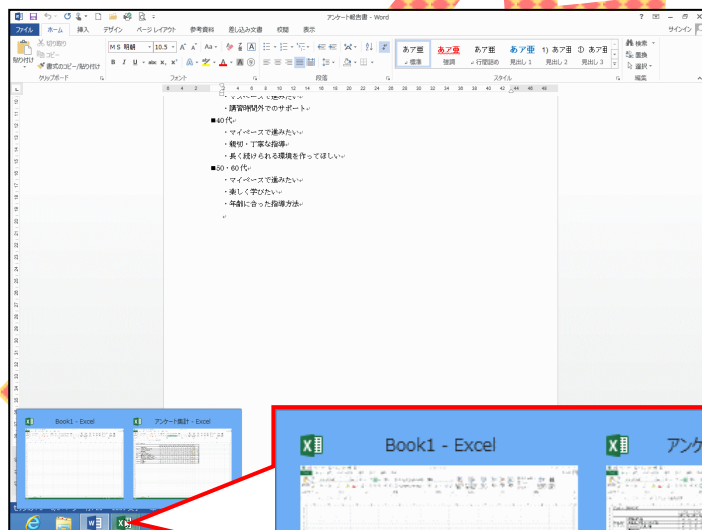 アンケート報告書 - Word
サインイン
ファイル ホーム 挿入 デザイン ページレイアウト 参考資料 差し込み文書 校閲 表示
切り取り
コピー
書式のコピー/貼り付け
貼り付け
MS 明朝 10.5
あア亜 あア亜 あア亜 あア亜 1) あア亜 ① あア亜
標準 強調 行間詰め 見出し 1 見出し 2 見出し 3
検索
置換
選択
クリップボード フォント 段落 スタイル 編集
・講習時間外でのサポート
■40代
・マイペースで進みたい
・親切・丁寧な指導
・長く続けられる環境を作ってほしい
■50・60代
・マイペースで進みたい
・楽しく学びたい
・年齢に合った指導方法
Book1 - Excel アンケート集計 - Excel
Book1 - Excel アンケ